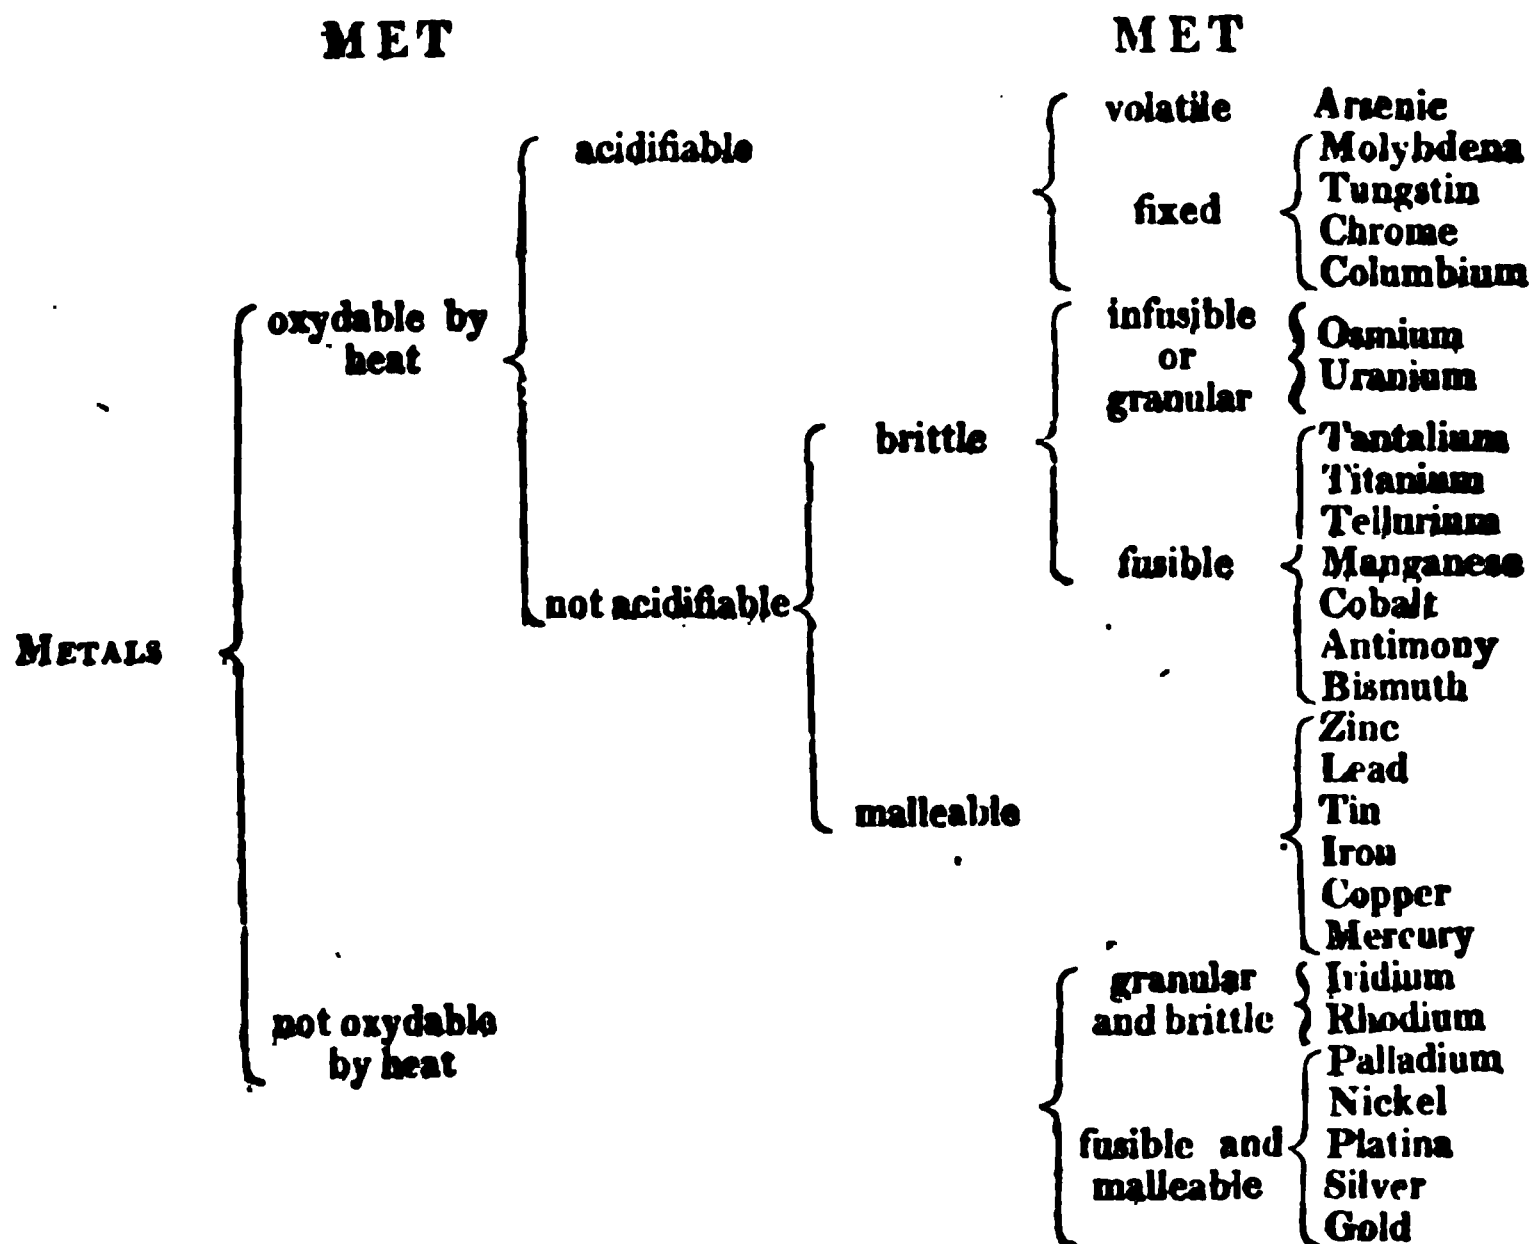 MET MET
volatile Arsenic
acidifiable
Molybdena
Tungstin
fixed
Chrome
Columbium
oxydable by
heat
infusible
or
granular
Osmium
Uranium
brittle
Tantalium
Titanium
Tellurium
fusible Manganese
not acidifiable
Cobalt
METALS
Antimony
Bismuth
Zinc
Lead
malleable
Tin
Iron
Copper
Mercury
granular
and brittle
Iridium
Rhodium
not oxydable
by heat
Palladium
Nickel
fusible and
malleable
Platina
Silver
Gold